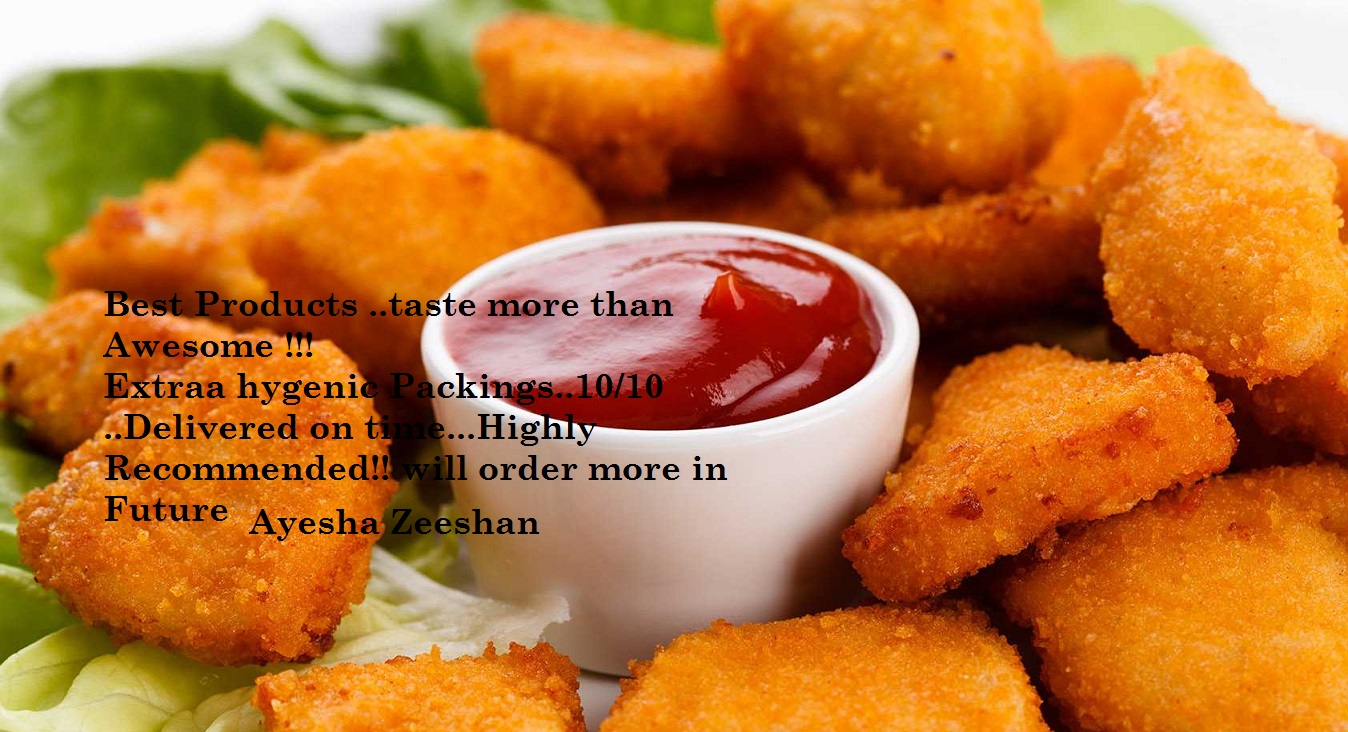 Best Products ..taste more than
Awesome !!!
Extraa hygenic Packings..10/10
..Delivered on time...Highly
Recommended!! will order more in
Future
Ayesha Zeeshan